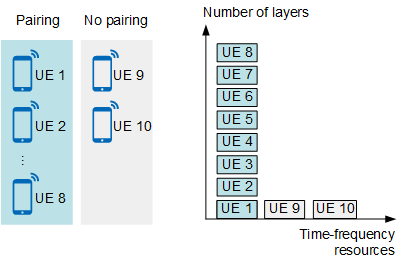 Pairing
No pairing
UE 1
UE 2
...
UE 8
UE 9
UE 10
Number of layers
UE 8
UE 7
UE 6
UE 5
UE 4
UE 3
UE 2
UE 1
UE 9
UE 10
Time-frequency
resources